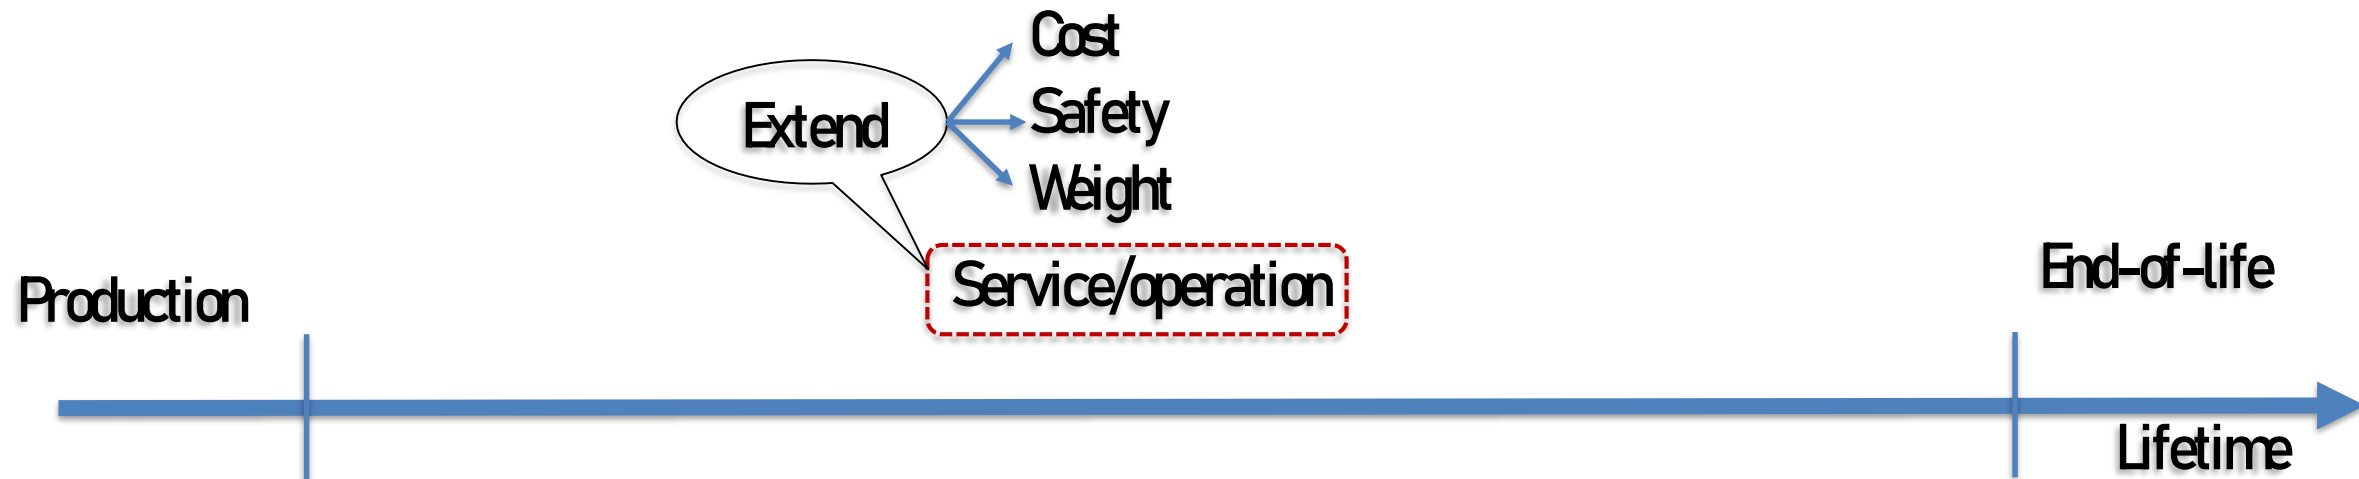 Cost
Extend
Safety
Weight
Production
Service/operation
End-of-life
Lifetime